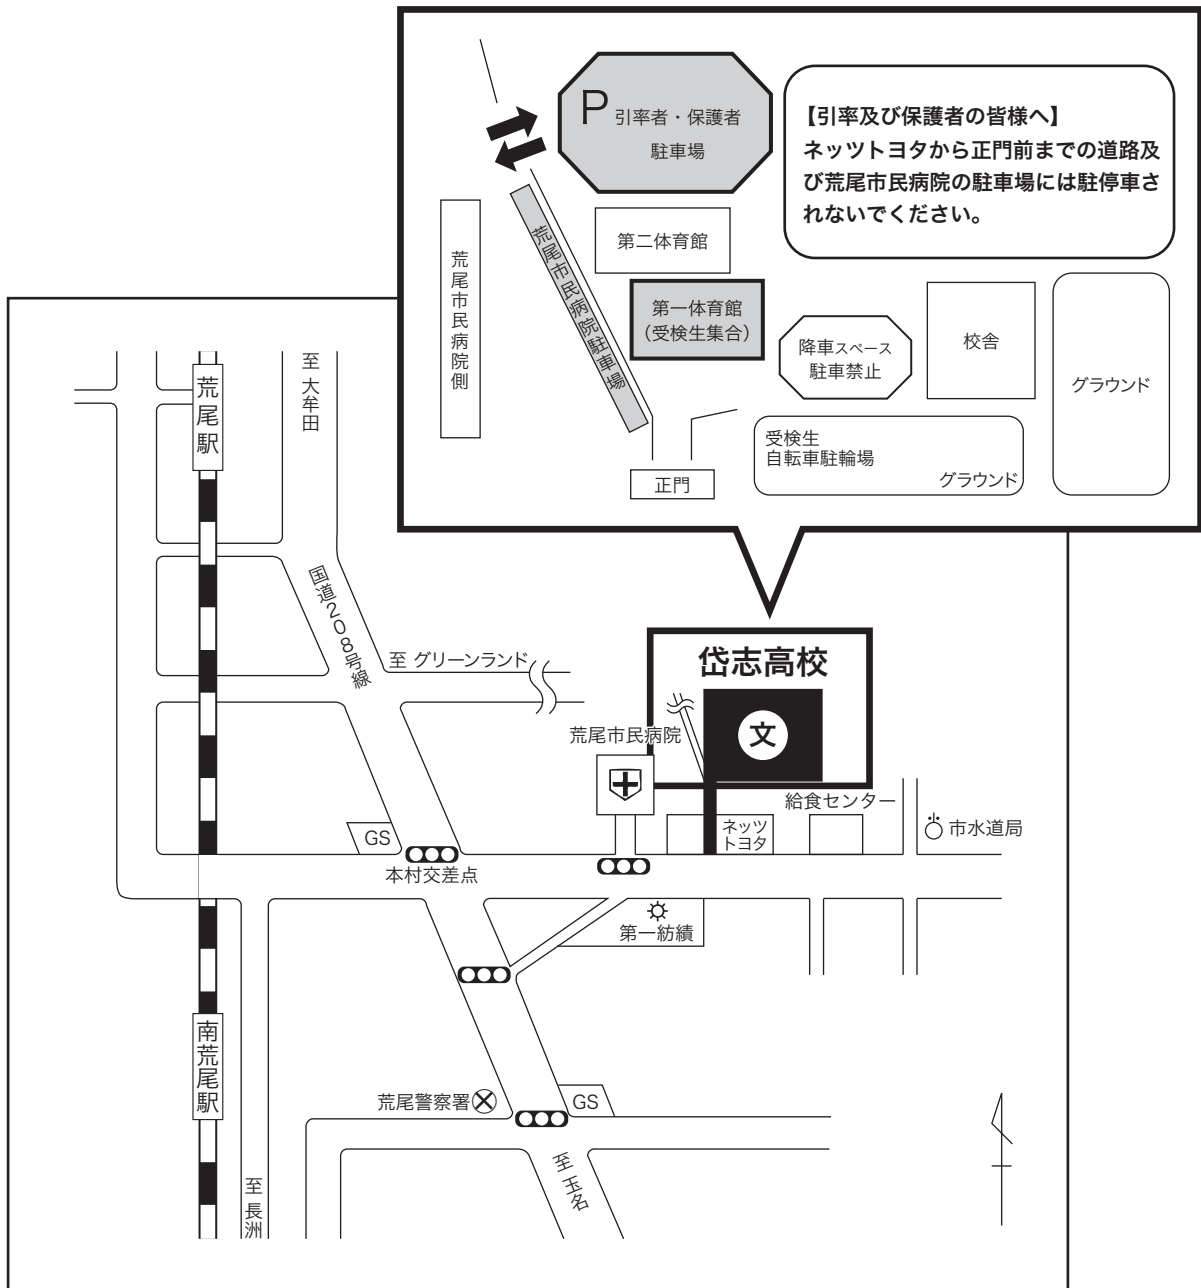 P 引率者・保護者
駐車場
【引率及び保護者の皆様へ】
ネッツトヨタから正門前までの道路及
び荒尾市民病院の駐車場には駐停車さ
れないでください。
荒尾市民病院側
荒尾市民病院駐車場
第二体育館
第一体育館
（受検生集合）
降車スペース
駐車禁止
校舎
グラウンド
受検生
自転車駐輪場
グラウンド
正門
荒尾駅
至 大牟田
国道208号線
至 グリーンランド
岱志高校
文
荒尾市民病院
給食センター
ネッツ
トヨタ
市水道局
GS
本村交差点
第一紡績
南荒尾駅
荒尾警察署
GS
至 長洲
至 玉名